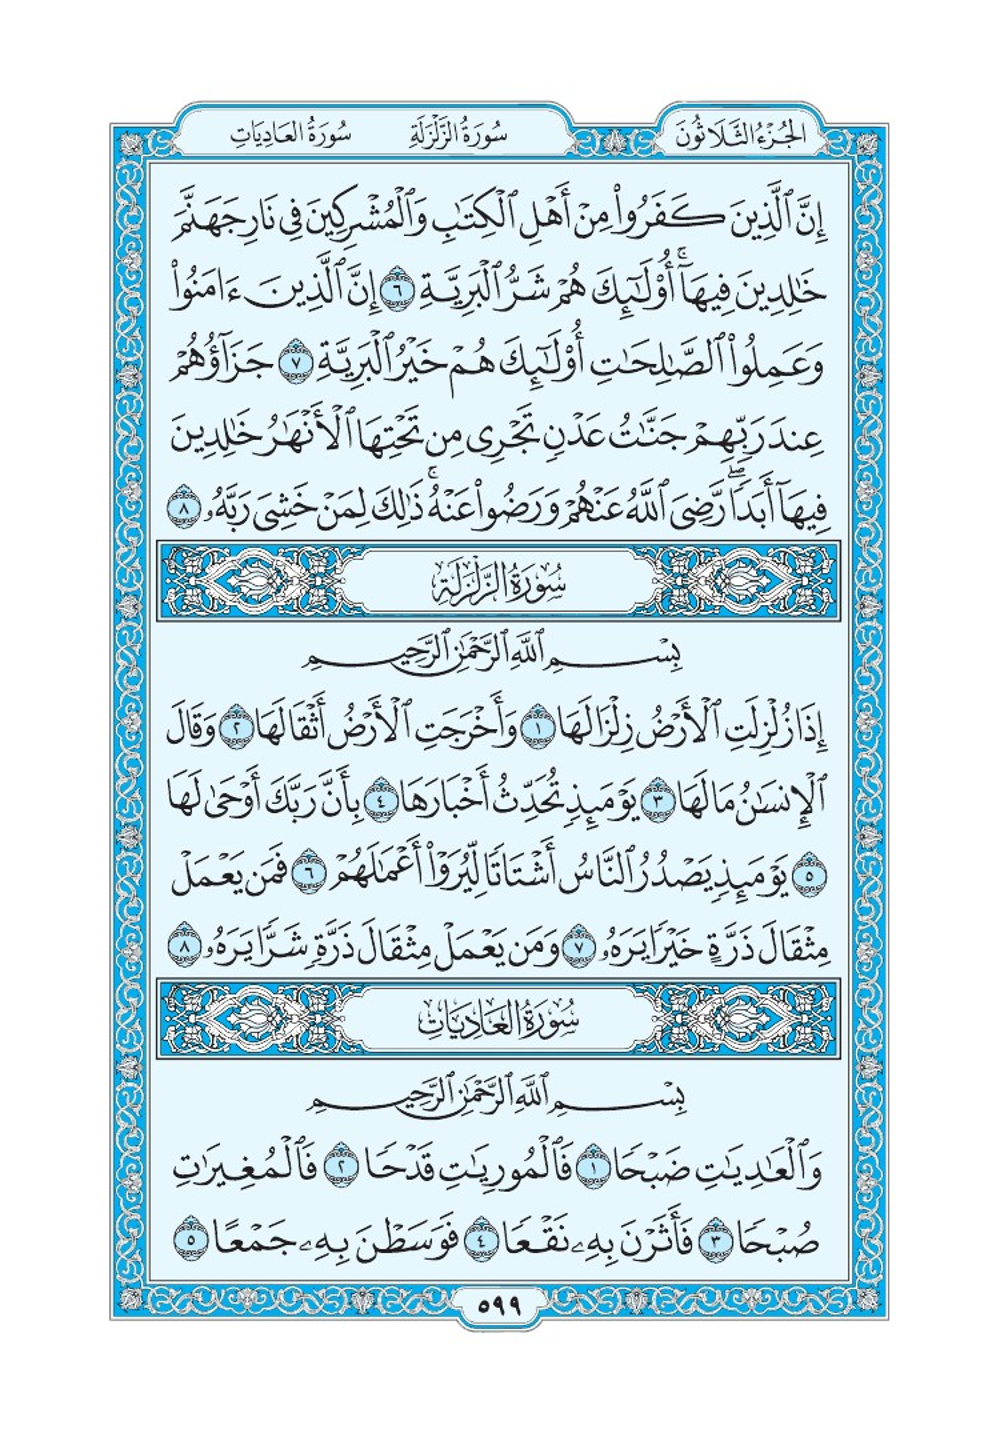 الجُزْءُ الثَّلَاثُونَ سُورَةُ الزَّلْزَلَةِ سُورَةُ العَادِيَاتِ
إِنَّ ٱلَّذِينَ كَفَرُوا۟ مِنْ أَهْلِ ٱلْكِتَٰبِ وَٱلْمُشْرِكِينَ فِى نَارِ جَهَنَّمَ
خَٰلِدِينَ فِيهَآۚ أُو۟لَٰٓئِكَ هُمْ شَرُّ ٱلْبَرِيَّةِ ٦ إِنَّ ٱلَّذِينَ ءَامَنُوا۟
وَعَمِلُوا۟ ٱلصَّٰلِحَٰتِ أُو۟لَٰٓئِكَ هُمْ خَيْرُ ٱلْبَرِيَّةِ ٧ جَزَآؤُهُمْ
عِندَ رَبِّهِمْ جَنَّٰتُ عَدْنٍ تَجْرِى مِن تَحْتِهَا ٱلْأَنْهَٰرُ خَٰلِدِينَ
فِيهَآ أَبَدًاۖ رَّضِىَ ٱللَّهُ عَنْهُمْ وَرَضُوا۟ عَنْهُۚ ذَٰلِكَ لِمَنْ خَشِىَ رَبَّهُۥ ٨
سُورَةُ الزَّلْزَلَةِ
بِسْمِ ٱللَّهِ ٱلرَّحْمَٰنِ ٱلرَّحِيمِ
إِذَا زُلْزِلَتِ ٱلْأَرْضُ زِلْزَالَهَا ١ وَأَخْرَجَتِ ٱلْأَرْضُ أَثْقَالَهَا ٢ وَقَالَ
ٱلْإِنسَٰنُ مَا لَهَا ٣ يَوْمَئِذٍ تُحَدِّثُ أَخْبَارَهَا ٤ بِأَنَّ رَبَّكَ أَوْحَىٰ لَهَا
٥ يَوْمَئِذٍ يَصْدُرُ ٱلنَّاسُ أَشْتَاتًا لِّيُرَوْا۟ أَعْمَٰلَهُمْ ٦ فَمَن يَعْمَلْ
مِثْقَالَ ذَرَّةٍ خَيْرًا يَرَهُۥ ٧ وَمَن يَعْمَلْ مِثْقَالَ ذَرَّةٍ شَرًّا يَرَهُۥ ٨
سُورَةُ العَادِيَاتِ
بِسْمِ ٱللَّهِ ٱلرَّحْمَٰنِ ٱلرَّحِيمِ
وَٱلْعَٰدِيَٰتِ ضَبْحًا ١ فَٱلْمُورِيَٰتِ قَدْحًا ٢ فَٱلْمُغِيرَٰتِ
صُبْحًا ٣ فَأَثَرْنَ بِهِۦ نَقْعًا ٤ فَوَسَطْنَ بِهِۦ جَمْعًا ٥
٥٩٩